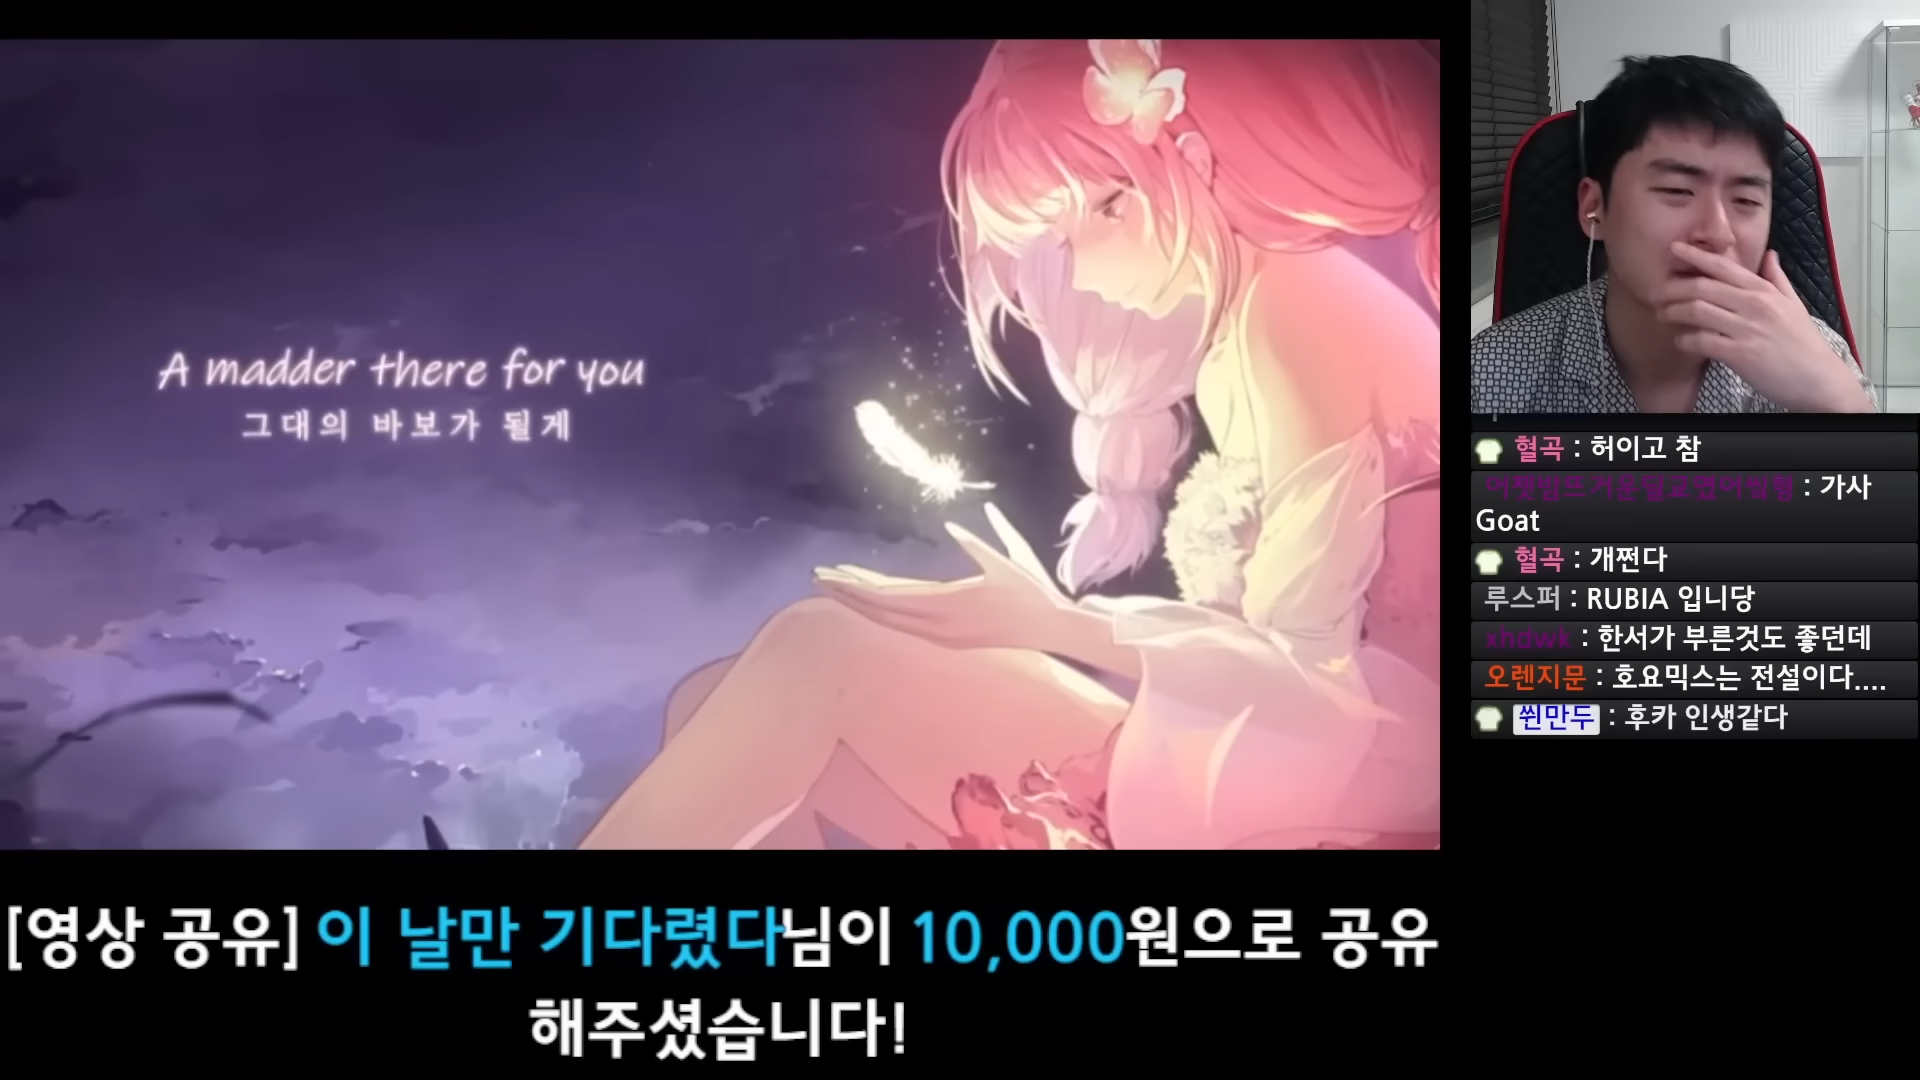 A madder there for you
그대의 바보가 될게
혈곡 : 허이고 참
: 가사
Goat
혈곡 : 개쩐다
루스퍼 : RUBIA 입니당
xhdwk : 한서가 부른것도 좋던데
오렌지문 : 호요믹스는 전설이다....
쒼만두 : 후카 인생같다
[영상 공유] 이 날만 기다렸다님이 10,000원으로 공유
해주셨습니다!